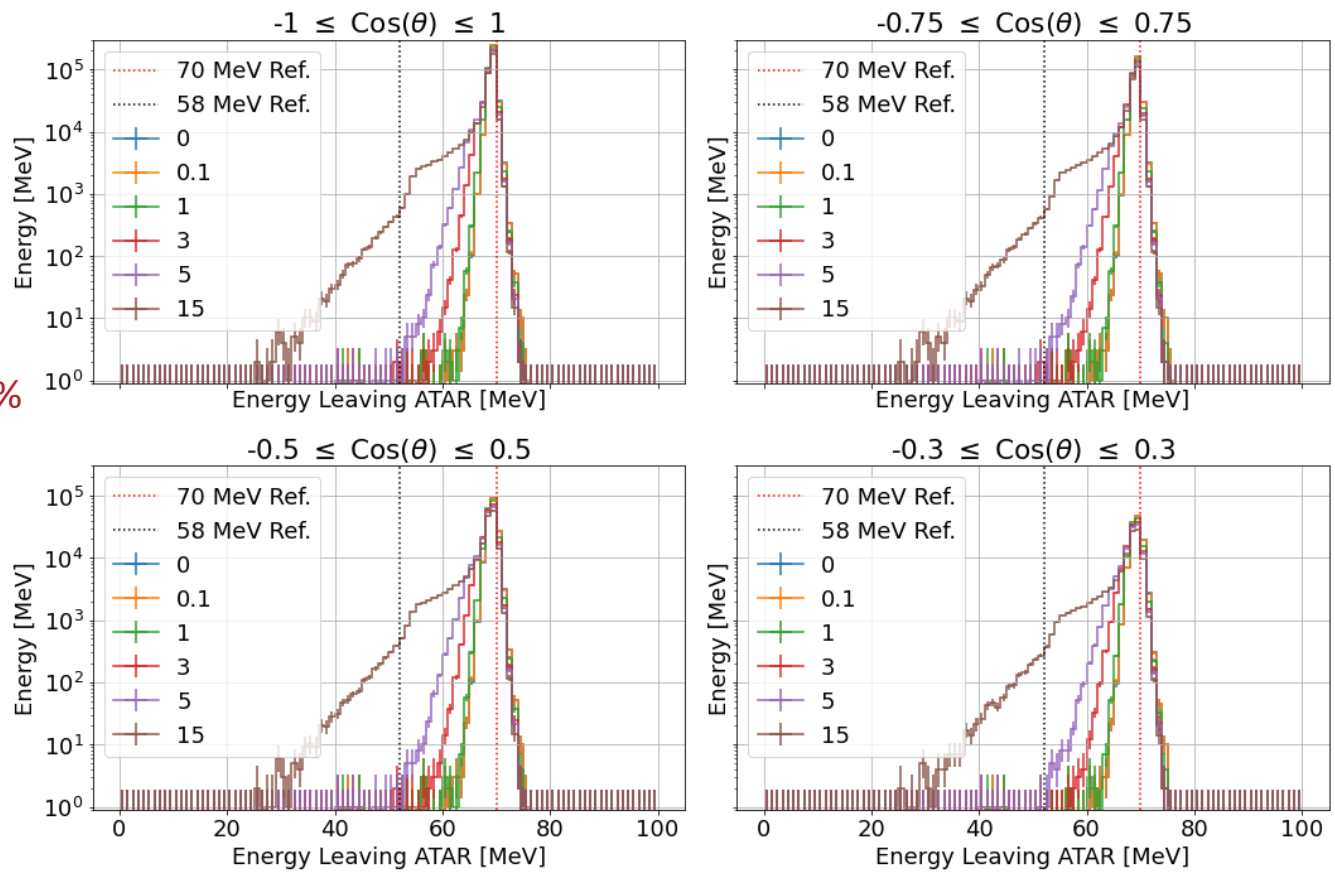 -1 ≤ Cos(θ) ≤ 1
-0.75 ≤ Cos(θ) ≤ 0.75
Energy [MeV]
10⁵
10⁴
10³
10²
10¹
10⁰
70 MeV Ref.
58 MeV Ref.
0
0.1
1
3
5
15
Energy Leaving ATAR [MeV]
Energy [MeV]
10⁵
10⁴
10³
10²
10¹
10⁰
70 MeV Ref.
58 MeV Ref.
0
0.1
1
3
5
15
Energy Leaving ATAR [MeV]
%
-0.5 ≤ Cos(θ) ≤ 0.5
-0.3 ≤ Cos(θ) ≤ 0.3
Energy [MeV]
10⁵
10⁴
10³
10²
10¹
10⁰
70 MeV Ref.
58 MeV Ref.
0
0.1
1
3
5
15
0 20 40 60 80 100
Energy Leaving ATAR [MeV]
Energy [MeV]
10⁵
10⁴
10³
10²
10¹
10⁰
70 MeV Ref.
58 MeV Ref.
0
0.1
1
3
5
15
0 20 40 60 80 100
Energy Leaving ATAR [MeV]